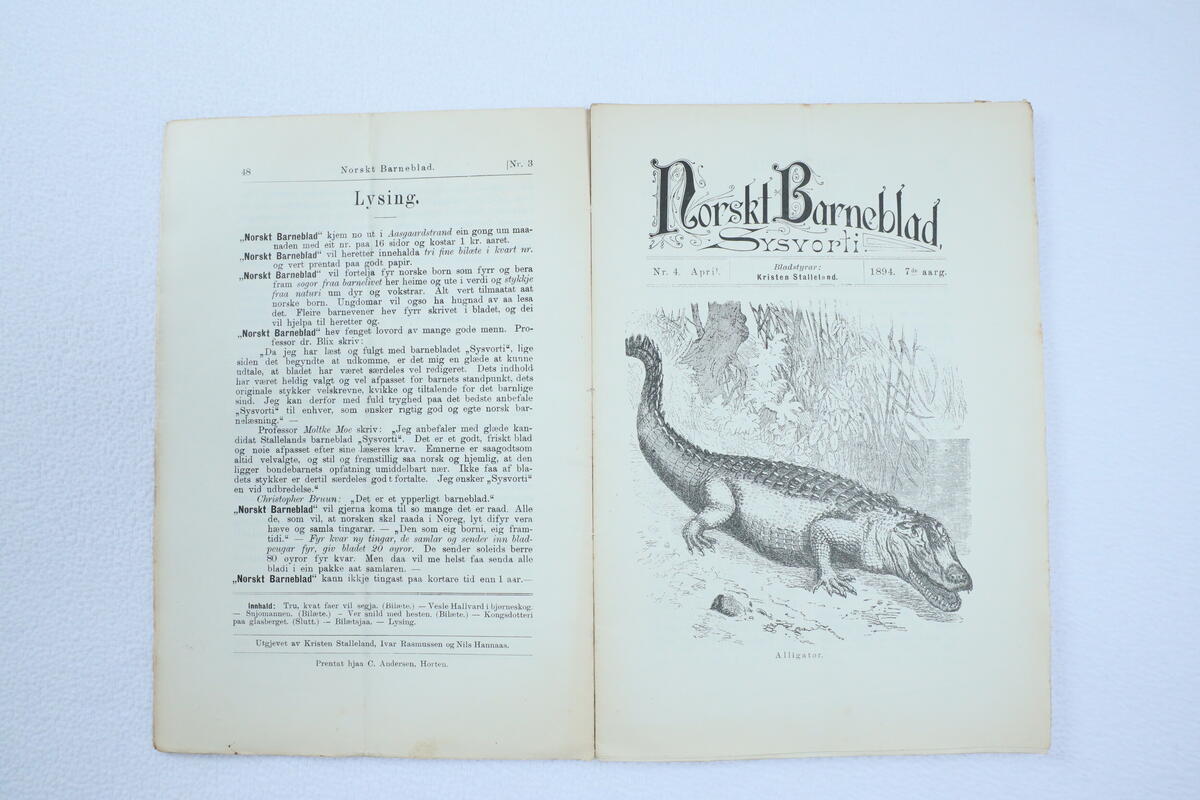 48 Norskt Barneblad. [Nr. 3
Lysing.
„Norskt Barneblad“ kjem no ut i Aasgaardstrand ein gong um maa-
naden med eit nr. paa 16 sidor og kostar 1 kr. aaret.
„Norskt Barneblad“ vil heretter innehalda tri fine bilæte i kvart nr.
og vert prentad paa godt papir.
„Norskt Barneblad“ vil fortelja fyr norske born som fyrr og bera
fram sogor fraa barnelivet her heime og ute i verdi og stykkje
fraa naturi um dyr og vokstrar. Alt vert tilmaatat aat
norske born. Ungdomar vil ogso ha hugnad av aa lesa
det. Fleire barnevener hev fyrr skrivet i bladet, og dei
vil hjelpa til heretter og.
„Norskt Barneblad“ hev fenget lovord av mange gode menn. Pro-
fessor dr. Blix skriv:
„Da jeg har læst og fulgt med barnebladet „Sysvorti“, lige
siden det begyndte at udkomme, er det mig en glæde at kunne
udtale, at bladet har været særdeles vel redigeret. Dets indhold
har været heldig valgt og vel afpasset for barnets standpunkt, dets
originale stykker velskrevne, kvikke og tiltalende for det barnlige
sind. Jeg kan derfor med fuld tryghed paa det bedste anbefale
„Sysvorti“ til enhver, som ønsker rigtig god og egte norsk bar-
nelæsning.“ —
Professor Moltke Moe skriv: „Jeg anbefaler med glæde kan-
didat Stallelands barneblad „Sysvorti“. Det er et godt, friskt blad
og nøie afpasset efter sine læseres krav. Emnerne er saagodtsom
altid velvalgte, og stil og fremstillig saa norsk og hjemlig, at den
ligger bondebarnets opfatning umiddelbart nær. Ikke faa af bla-
dets stykker er dertil særdeles godt fortalte. Jeg ønsker „Sysvorti“
en vid udbredelse.“
Christopher Bruun: „Det er et ypperligt barneblad.“
„Norskt Barneblad“ vil gjerna koma til so mange det er raad. Alle
de, som vil, at norsken skal raada i Noreg, lyt difyr vera
hæve og samla tingarar. — „Den som eig borni, eig fram-
tidi.“ — Fyr kvar ny tingar, de samlar og sender inn blad-
peugar fyr, giv bladet 20 øyror. De sender soleids berre
80 øyror fyr kvar. Men daa vil me helst faa senda alle
bladi i ein pakke aat samlaren. —
„Norskt Barneblad“ kann ikkje tingast paa kortare tid enn 1 aar.—
Innhald: Tru, kvat faer vil segja. (Bilæte.) — Vesle Hallvard i bjørneskog.
— Snjomannen. (Bilæte.) — Ver snild med hesten. (Bilæte.) — Kongsdotteri
paa glasberget. (Slutt.) — Bilætsjaa. — Lysing.
Utgjevet av Kristen Stalleland, Ivar Rasmussen og Nils Hannaas.
Prentat hjaa C. Andersen, Horten.
Norskt Barneblad.
Sysvorti.
Nr. 4. April. Bladstyrar: Kristen Stalleland. 1894. 7de aarg.
Alligator.